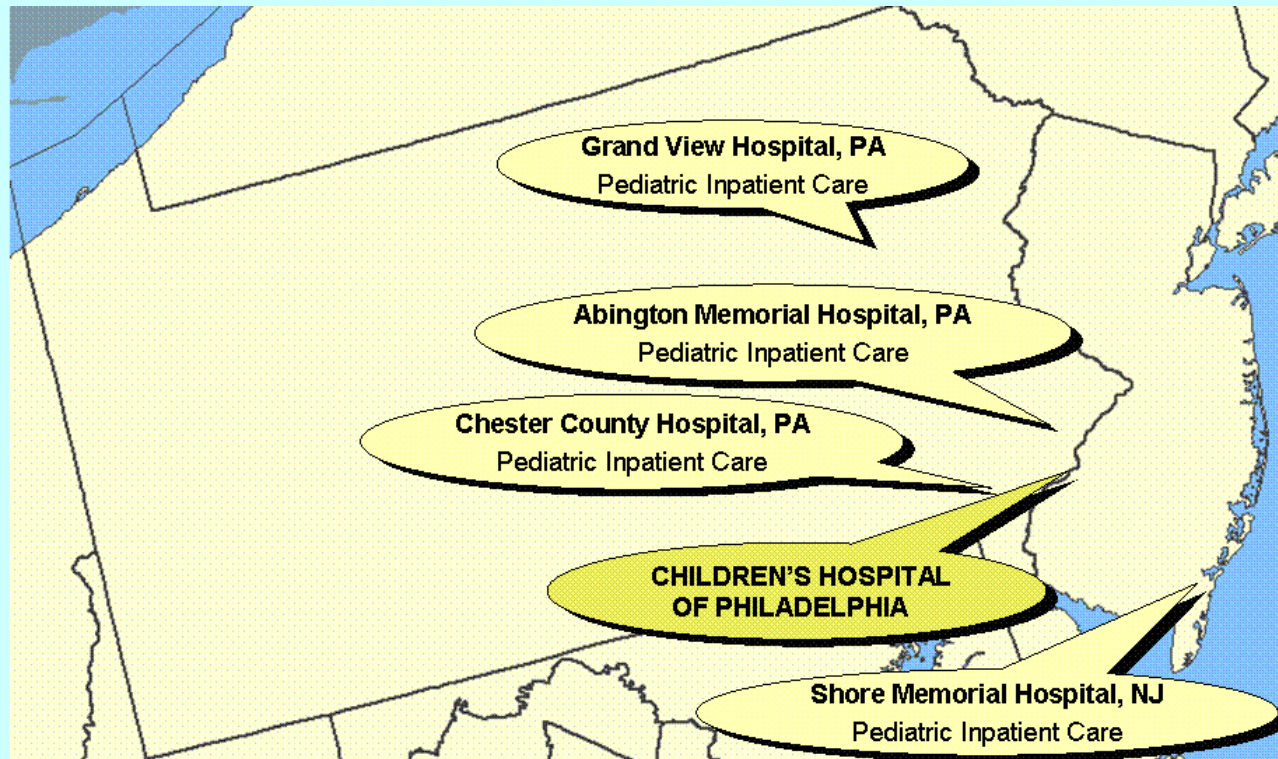 Grand View Hospital, PA
Pediatric Inpatient Care
Abington Memorial Hospital, PA
Pediatric Inpatient Care
Chester County Hospital, PA
Pediatric Inpatient Care
CHILDREN’S HOSPITAL
OF PHILADELPHIA
Shore Memorial Hospital, NJ
Pediatric Inpatient Care